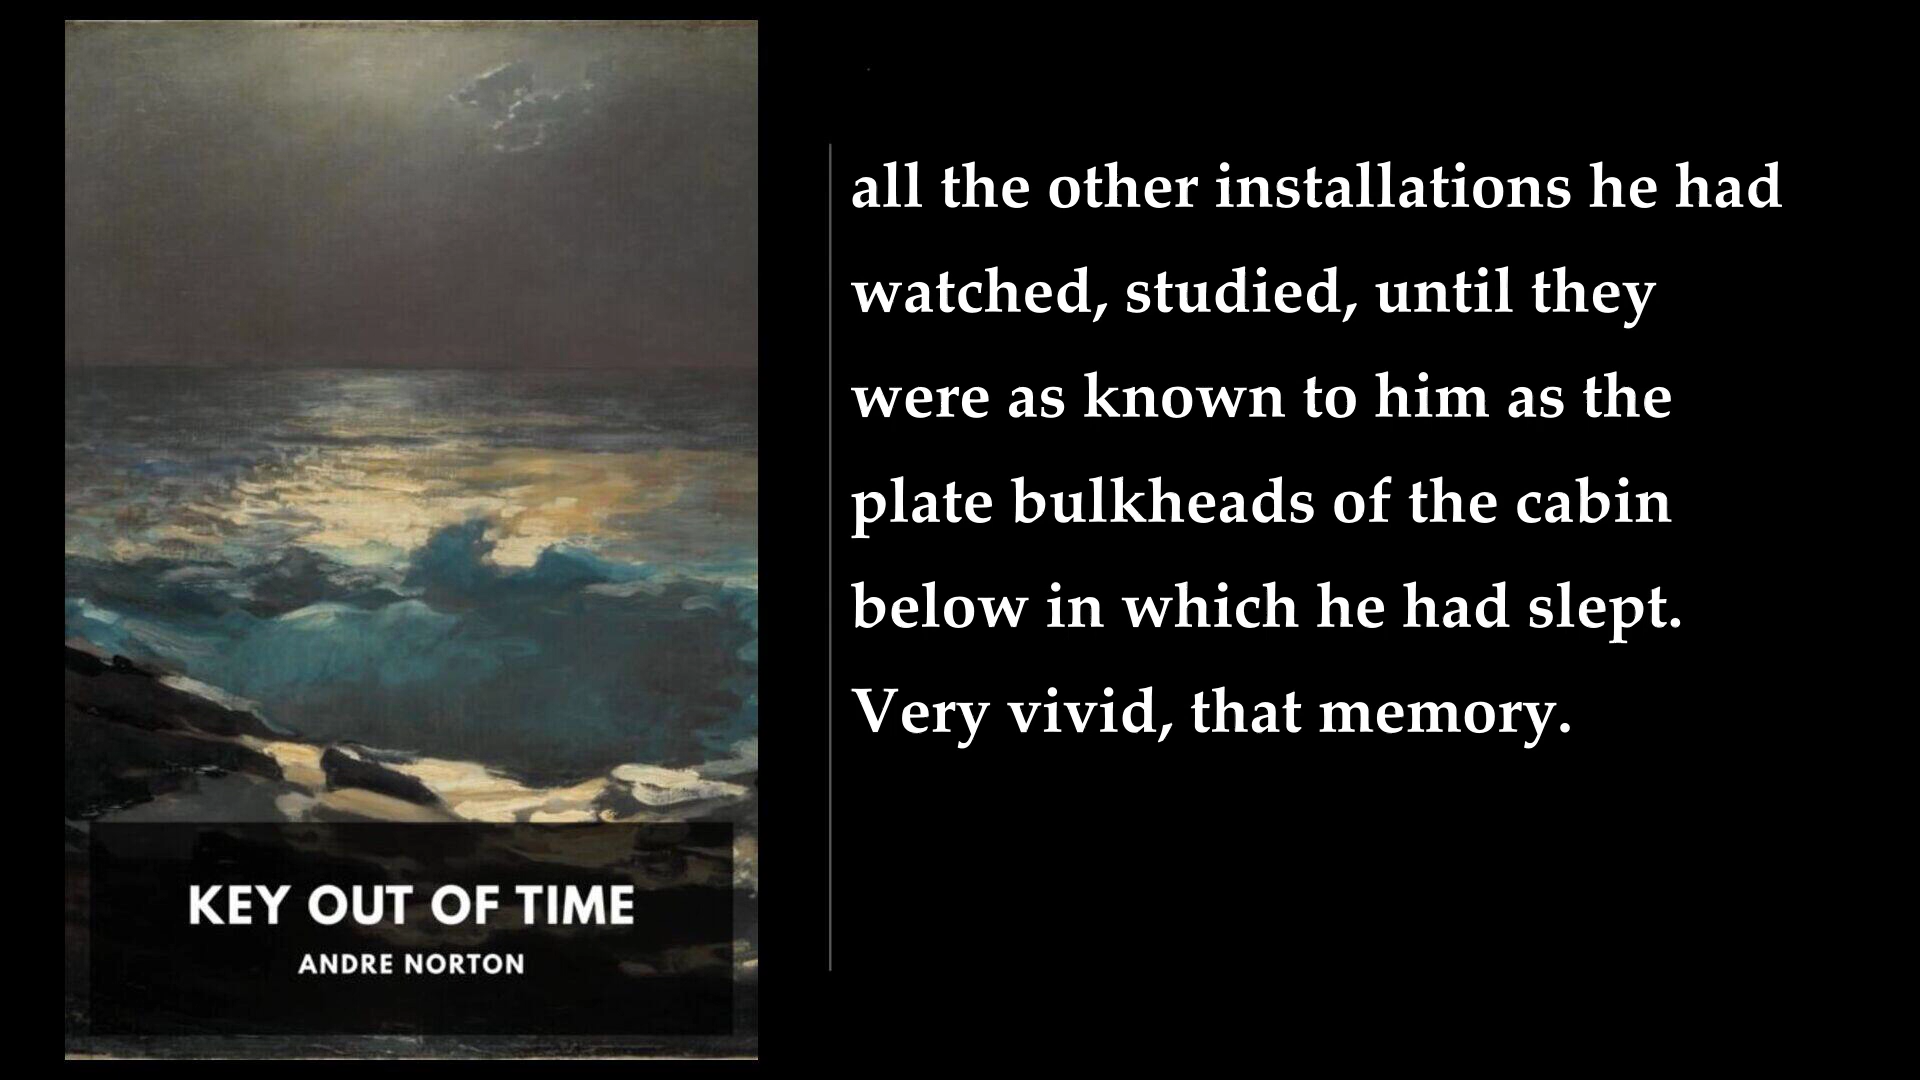 KEY OUT OF TIME
ANDRE NORTON
all the other installations he had
watched, studied, until they
were as known to him as the
plate bulkheads of the cabin
below in which he had slept.
Very vivid, that memory.